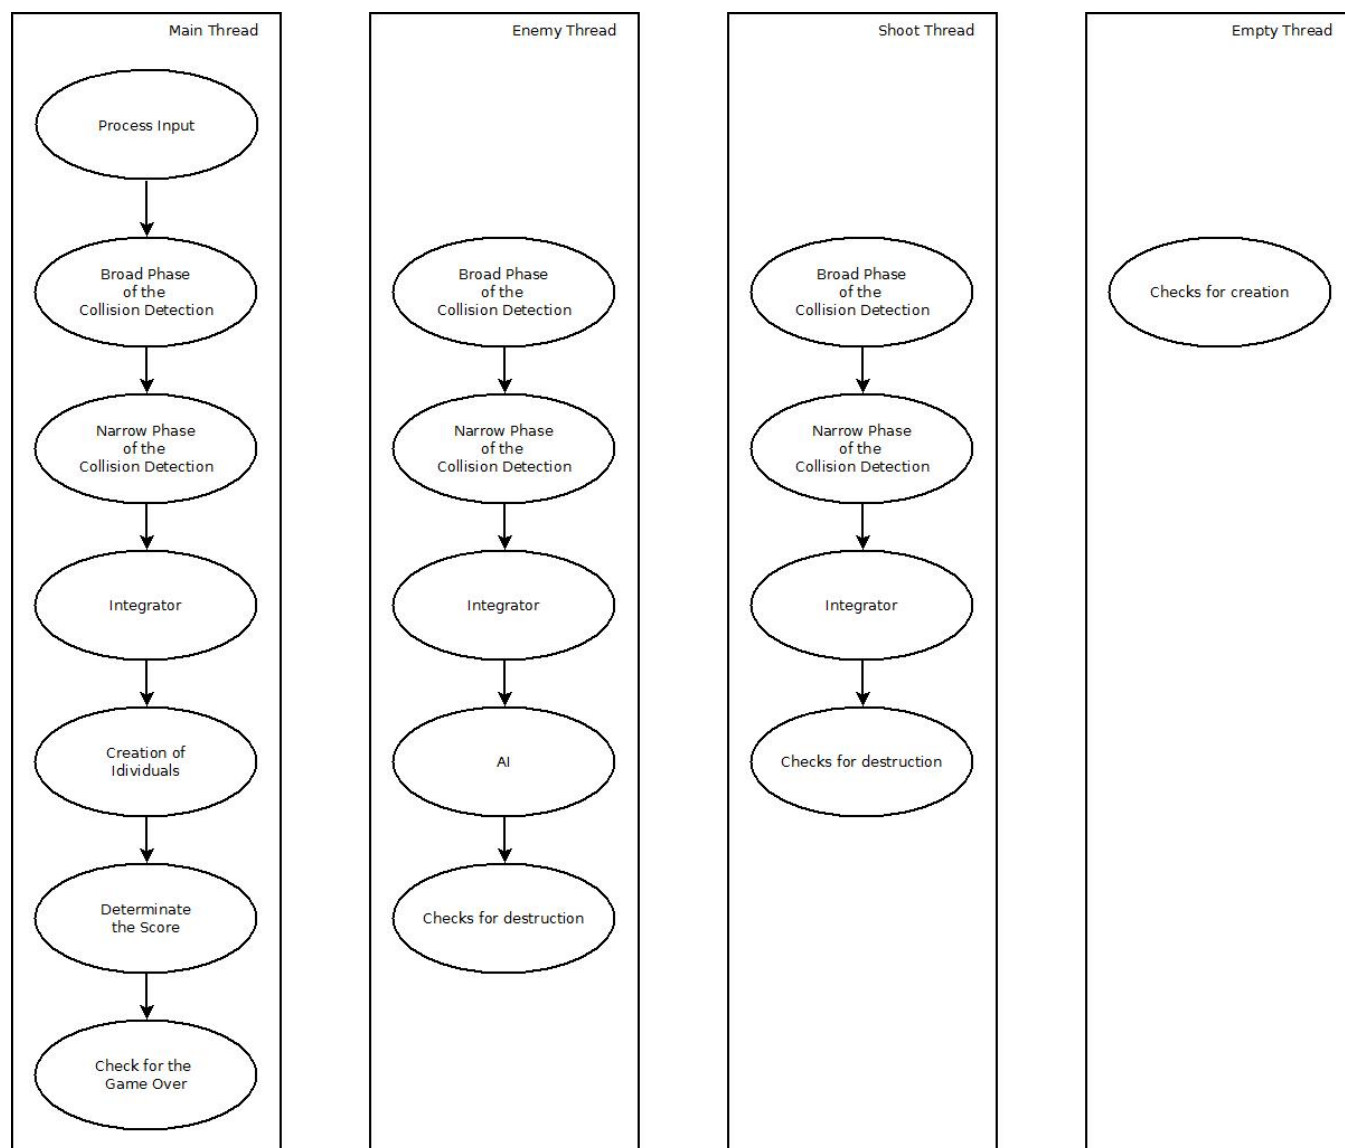 Main Thread
Process Input
Broad Phase
of the
Collision Detection
Narrow Phase
of the
Collision Detection
Integrator
Creation of
Idividuals
Determinate
the Score
Check for the
Game Over
Enemy Thread
Broad Phase
of the
Collision Detection
Narrow Phase
of the
Collision Detection
Integrator
AI
Checks for destruction
Shoot Thread
Broad Phase
of the
Collision Detection
Narrow Phase
of the
Collision Detection
Integrator
Checks for destruction
Empty Thread
Checks for creation